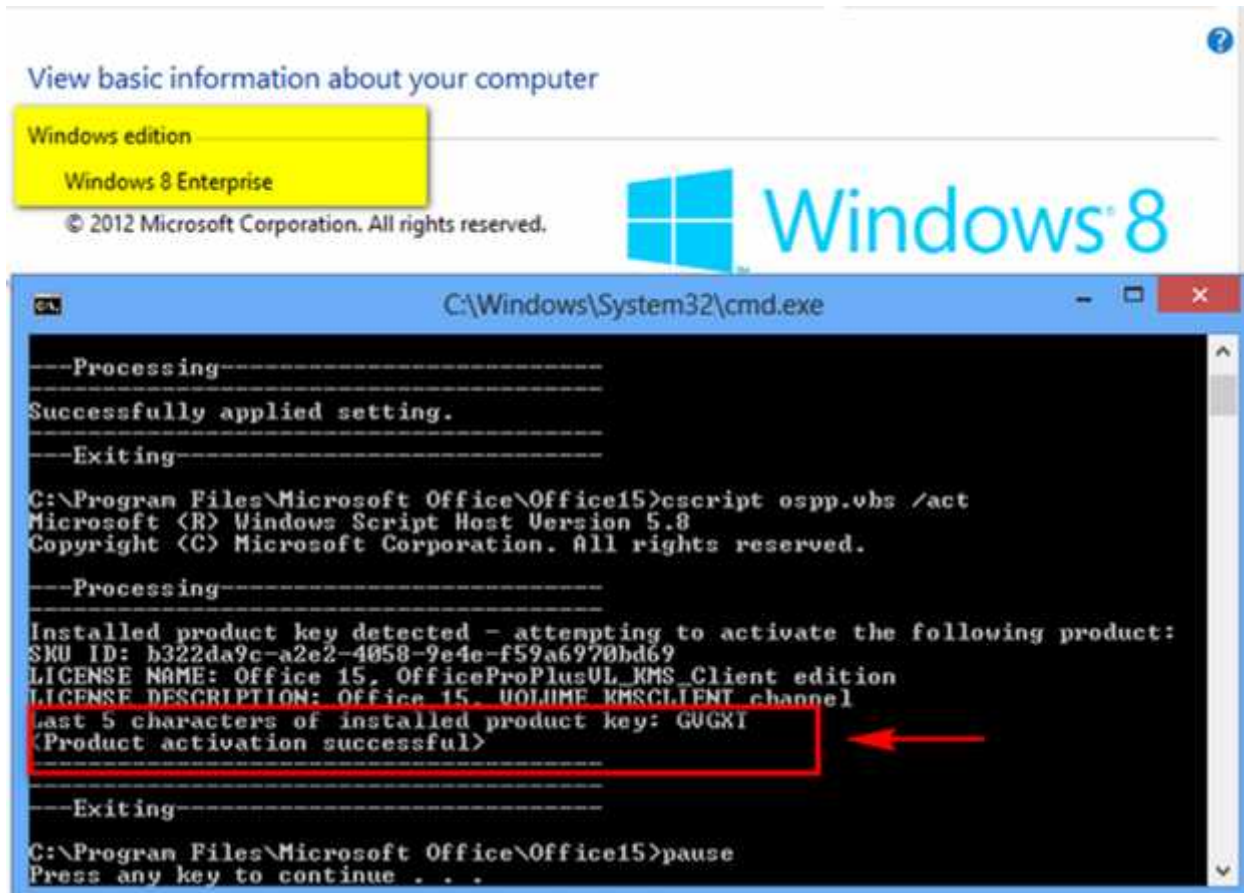 View basic information about your computer
Windows edition
Windows 8 Enterprise
© 2012 Microsoft Corporation. All rights reserved.
Windows 8
C:\Windows\System32\cmd.exe
---Processing--------------------------
---------------------------------------
Successfully applied setting.
---------------------------------------
---Exiting-----------------------------
C:\Program Files\Microsoft Office\Office15>cscript ospp.vbs /act
Microsoft (R) Windows Script Host Version 5.8
Copyright (C) Microsoft Corporation. All rights reserved.
---Processing--------------------------
---------------------------------------
Installed product key detected - attempting to activate the following product:
SKU ID: b322da9c-a2e2-4058-9e4e-f59a6970bd69
LICENSE NAME: Office 15, OfficeProPlusVL_KMS_Client edition
LICENSE DESCRIPTION: Office 15, VOLUME_KMSCLIENT channel
Last 5 characters of installed product key: GVGXT
<Product activation successful>
---------------------------------------
---------------------------------------
---Exiting-----------------------------
C:\Program Files\Microsoft Office\Office15>pause
Press any key to continue . . .